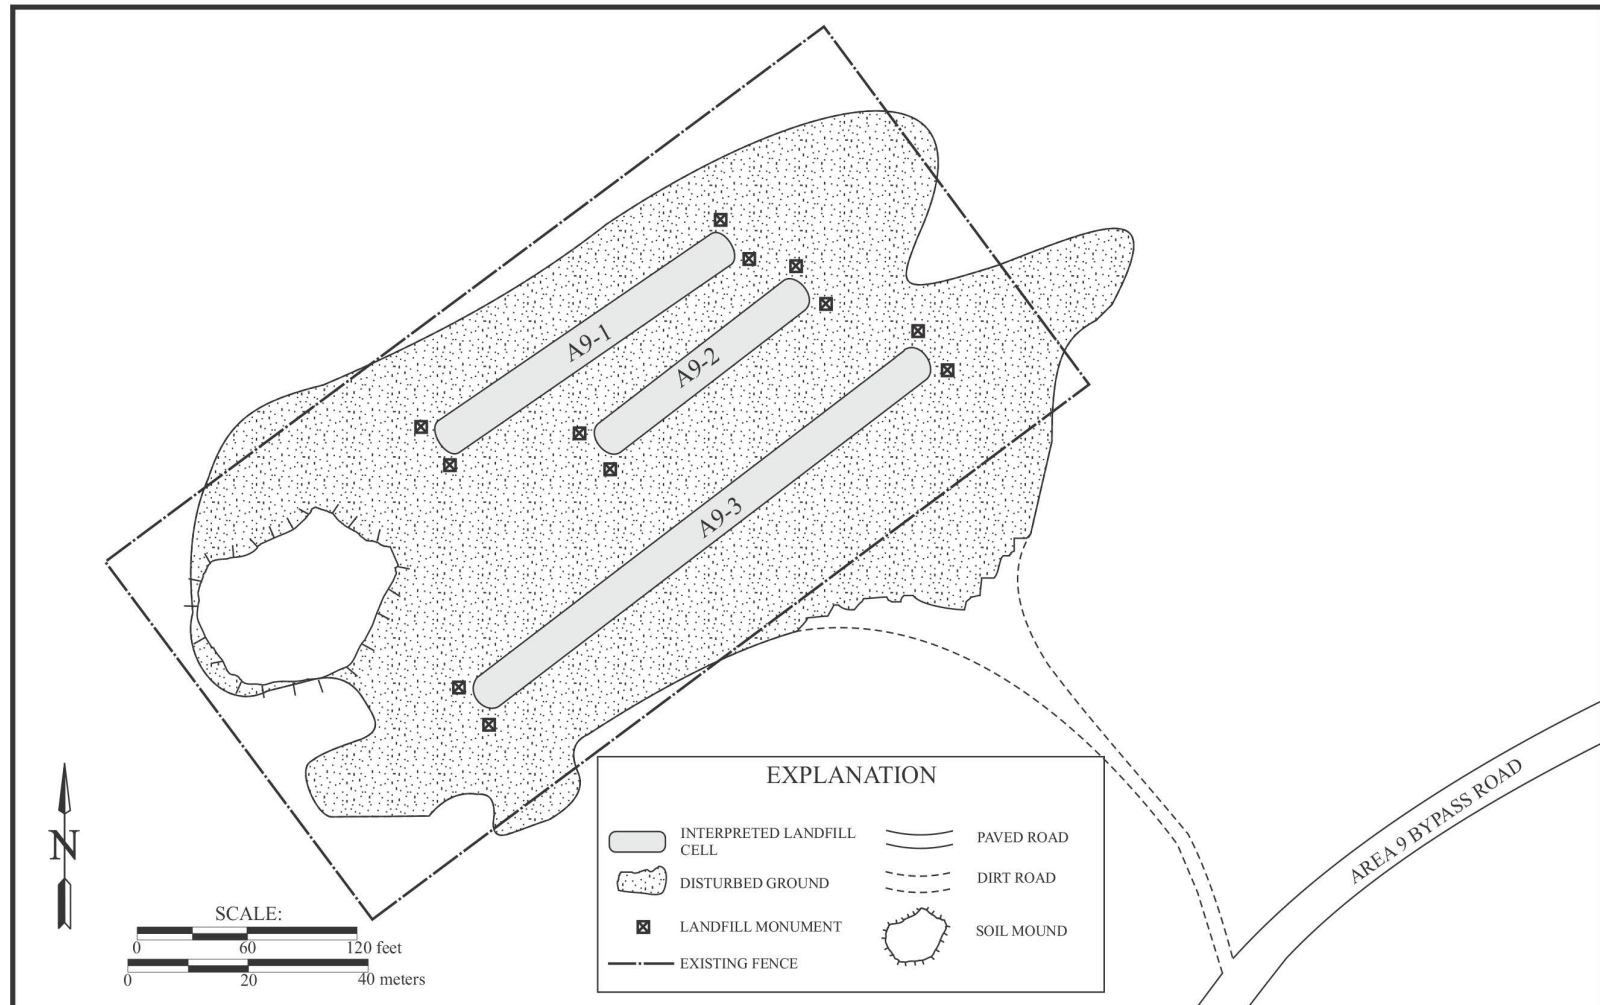 A9-1
A9-2
A9-3
N
SCALE:
0 60 120 feet
0 20 40 meters
EXPLANATION
INTERPRETED LANDFILL
CELL
DISTURBED GROUND
LANDFILL MONUMENT
EXISTING FENCE
PAVED ROAD
DIRT ROAD
SOIL MOUND
AREA 9 BYPASS ROAD